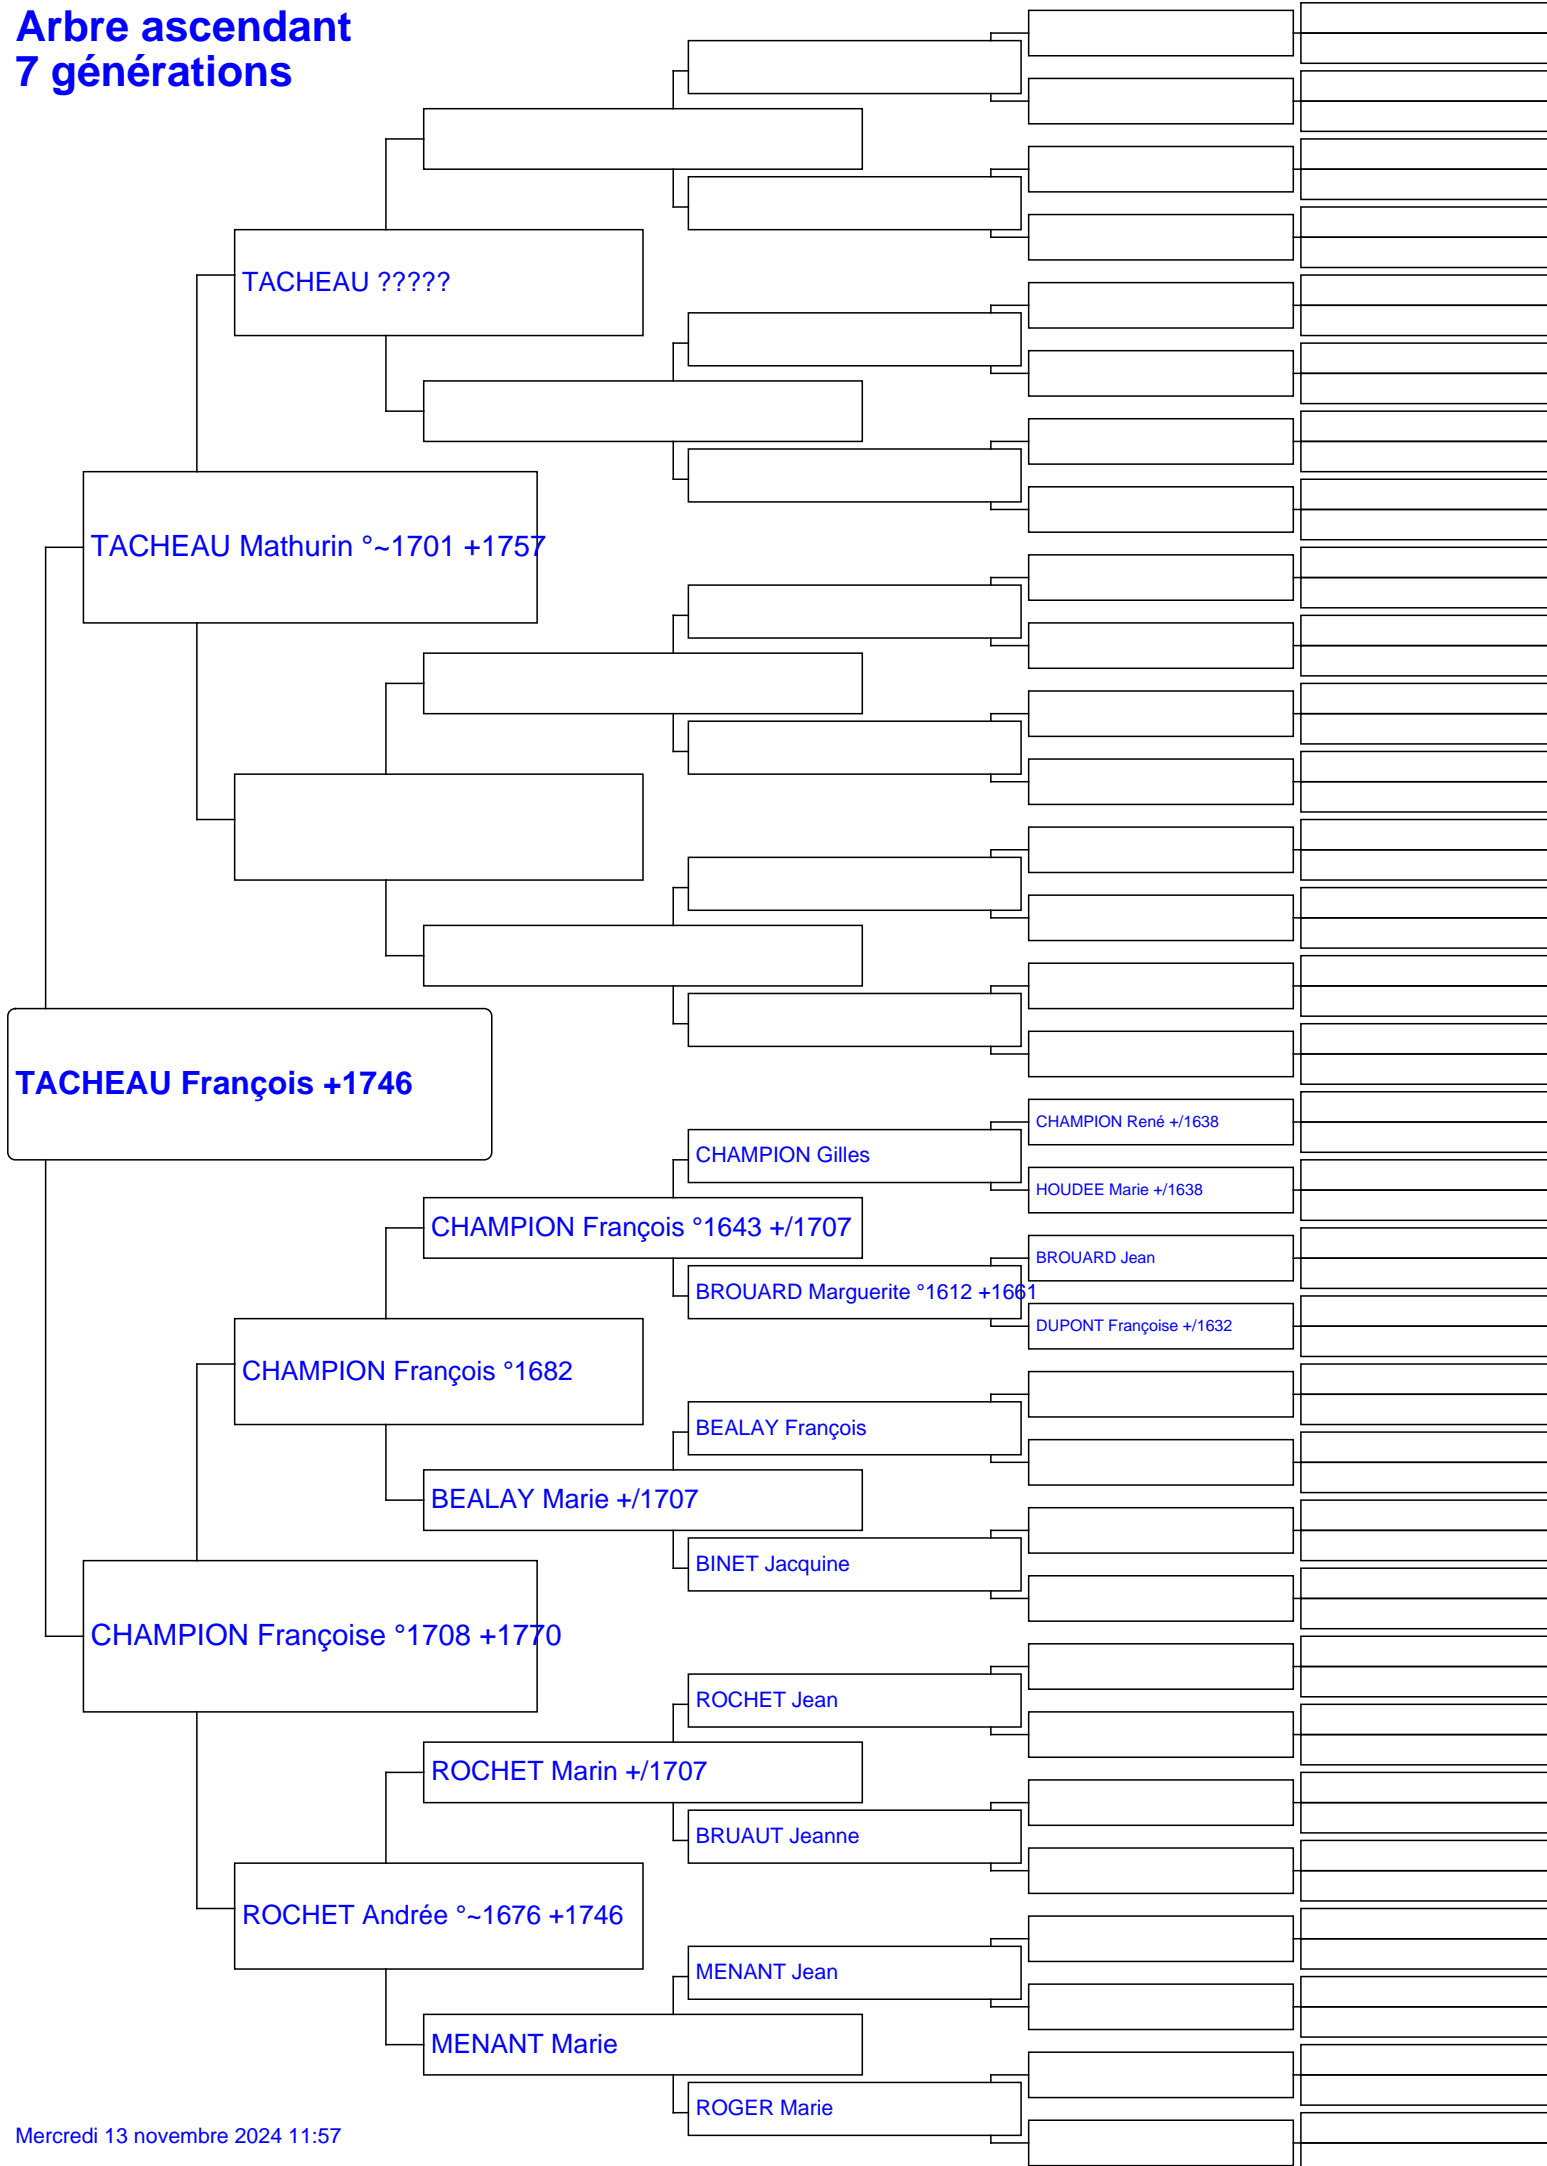 Arbre ascendant
7 générations
TACHEAU ?????
TACHEAU Mathurin °~1701 +1757
TACHEAU François +1746
CHAMPION René +/1638
CHAMPION Gilles
HOUDEE Marie +/1638
CHAMPION François °1643 +/1707
BROUARD Jean
BROUARD Marguerite °1612 +1661
DUPONT Françoise +/1632
CHAMPION François °1682
BEALAY François
BEALAY Marie +/1707
BINET Jacquine
CHAMPION Françoise °1708 +1770
ROCHET Jean
ROCHET Marin +/1707
BRUAUT Jeanne
ROCHET Andrée °~1676 +1746
MENANT Jean
MENANT Marie
ROGER Marie
Mercredi 13 novembre 2024 11:57